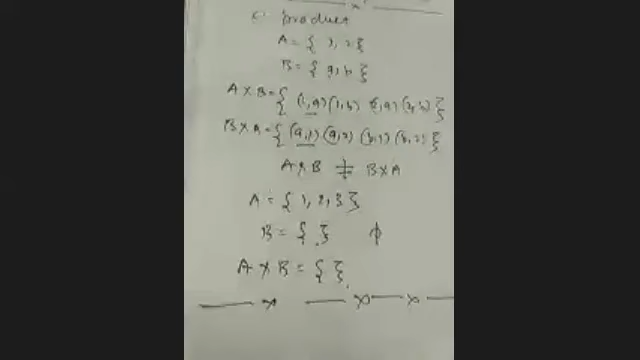 C. product
A = { 1, 2 }
B = { a, b }
A × B = { (1, a) (1, b) (2, a) (2, b) }
B × A = { (a, 1) (a, 2) (b, 1) (b, 2) }
A × B ≠ B × A
A = { 1, 2, 3 }
B = { } ϕ
A × B = { }